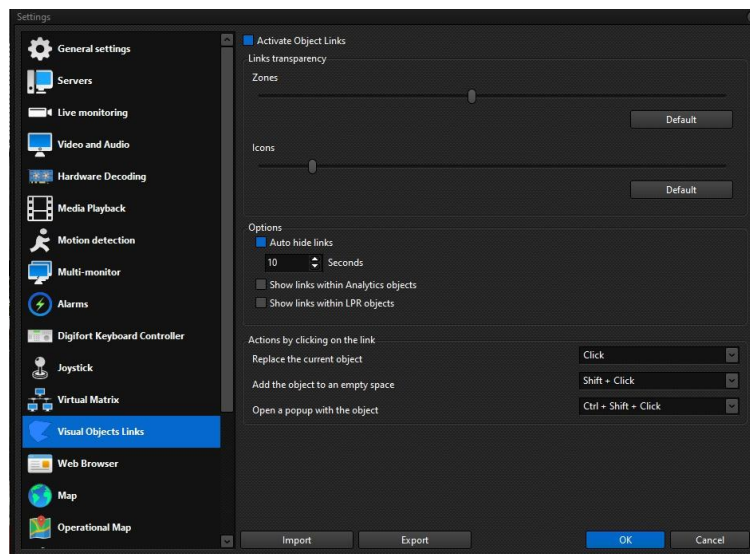 Settings
General settings
Servers
Live monitoring
Video and Audio
Hardware Decoding
Media Playback
Motion detection
Multi-monitor
Alarms
Digifort Keyboard Controller
Joystick
Virtual Matrix
Visual Objects Links
Web Browser
Map
Operational Map
Activate Object Links
Links transparency
Zones
Default
Icons
Default
Options
Auto hide links
10 Seconds
Show links within Analytics objects
Show links within LPR objects
Actions by clicking on the link
Replace the current object Click
Add the object to an empty space Shift + Click
Open a popup with the object Ctrl + Shift + Click
Import Export OK Cancel